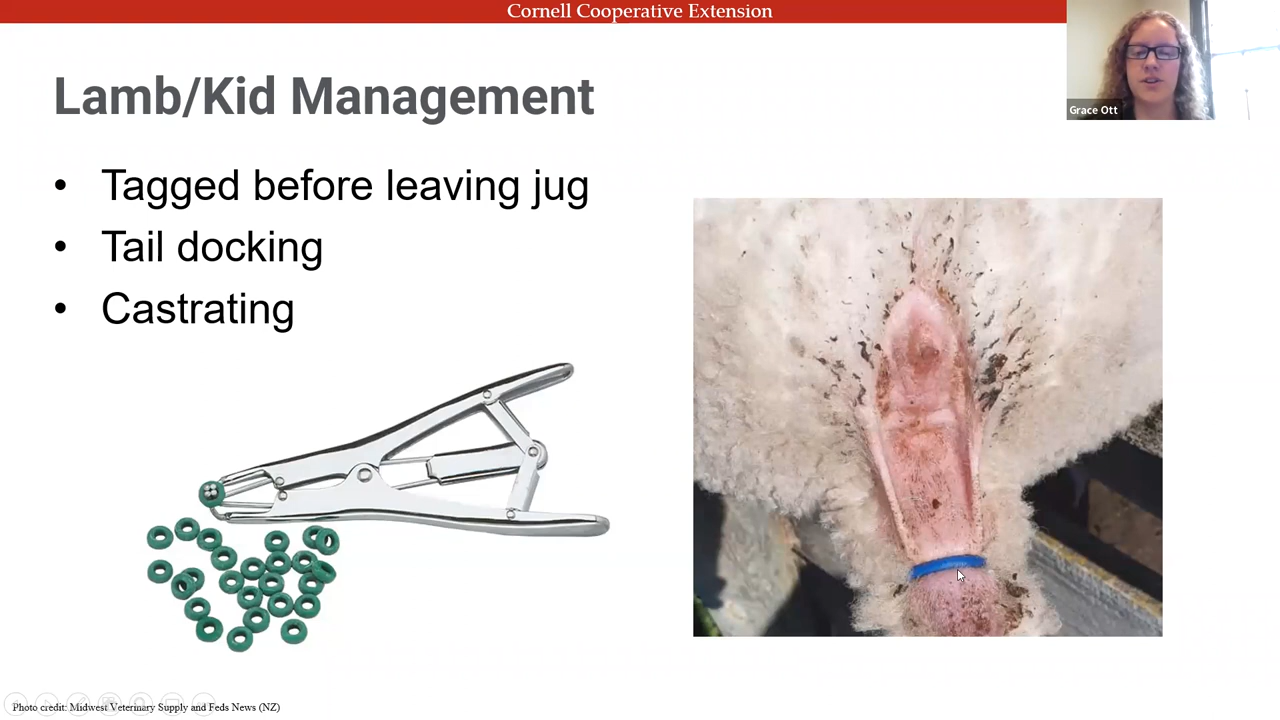 Cornell Cooperative Extension
Grace Ott
Lamb/Kid Management
• Tagged before leaving jug
• Tail docking
• Castrating
Photo credit: Midwest Veterinary Supply and Feds News (NZ)